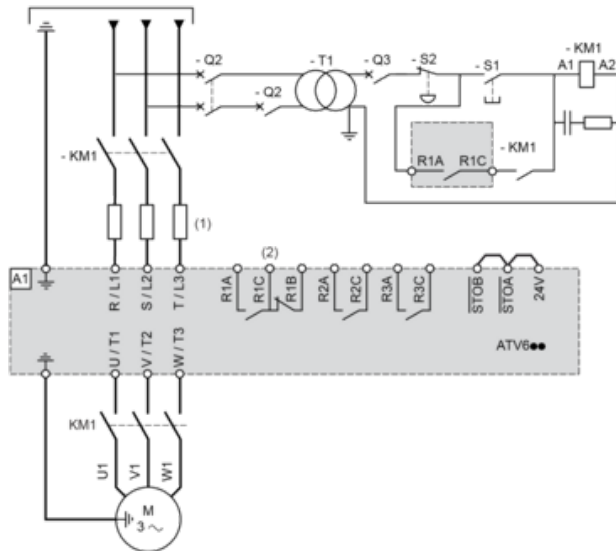 - Q2
- T1
- Q3
- S2
- S1
- KM1
A1
A2
- Q2
- KM1
R1A
R1C
- KM1
(1)
(2)
A1
R / L1
S / L2
T / L3
R1A
R1C
R1B
R2A
R2C
R3A
R3C
STOB
STOA
24V
U / T1
V / T2
W / T3
ATV6●●
KM1
U1
V1
W1
M
3 ~